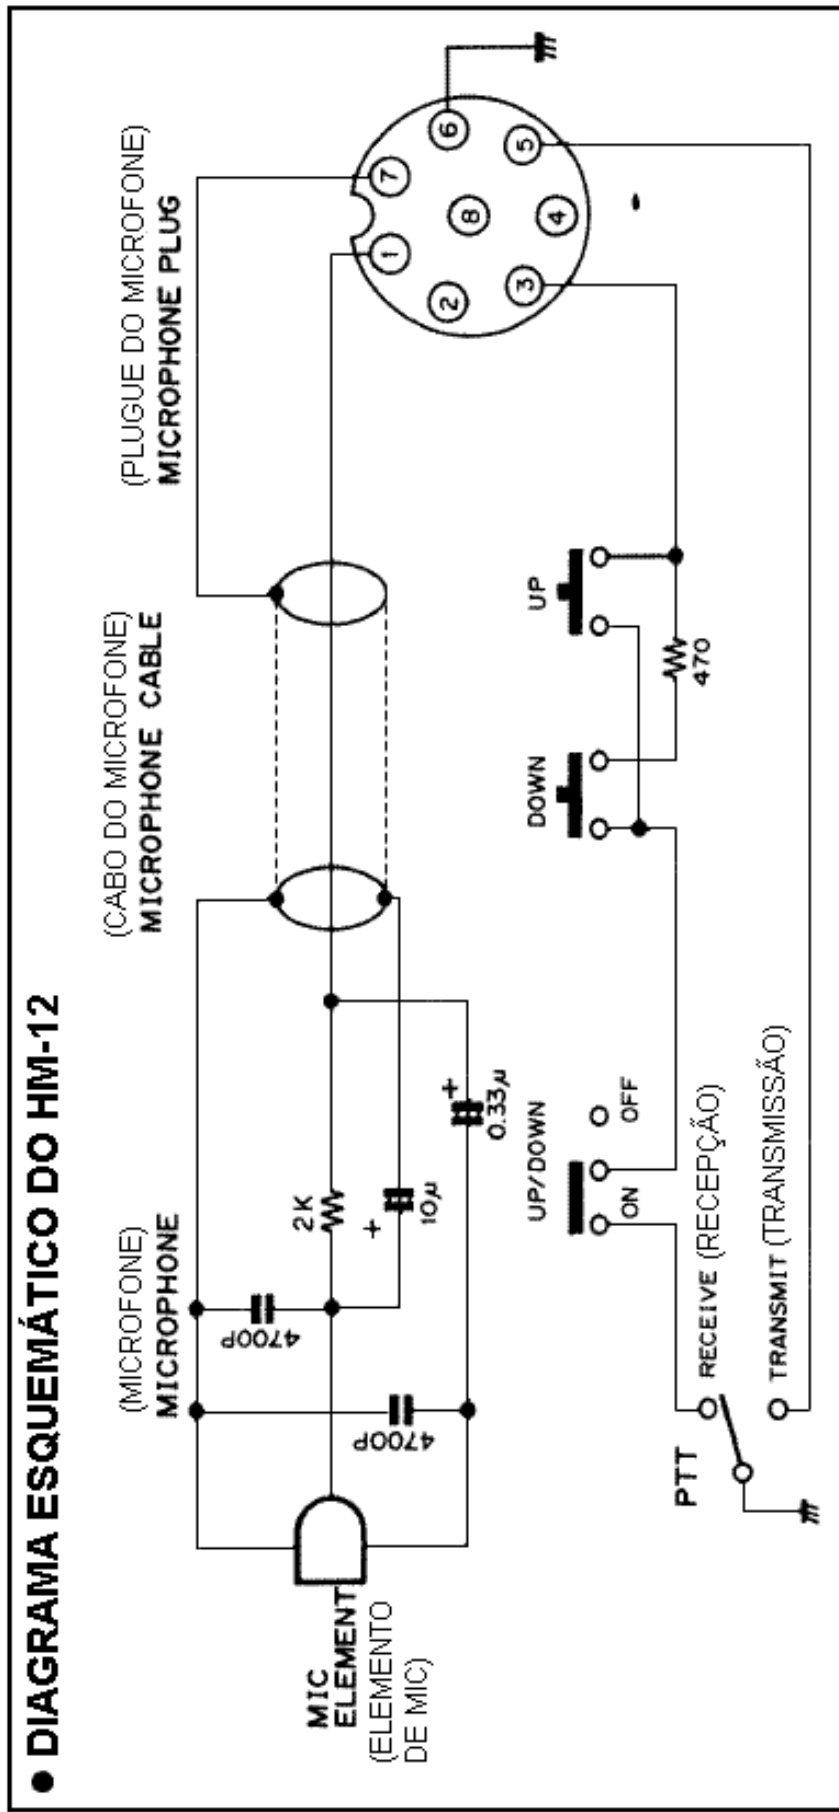 ● DIAGRAMA ESQUEMÁTICO DO HM-12
(MICROFONE)
MICROPHONE
(CABO DO MICROFONE)
MICROPHONE CABLE
(PLUGUE DO MICROFONE)
MICROPHONE PLUG
MIC
ELEMENT
(ELEMENTO
DE MIC)
4700P
4700P
2K
+
10μ
+
0.33μ
7
6
1
8
5
2
4
3
UP/DOWN
ON
OFF
DOWN
UP
470
PTT
RECEIVE (RECEPÇÃO)
TRANSMIT (TRANSMISSÃO)